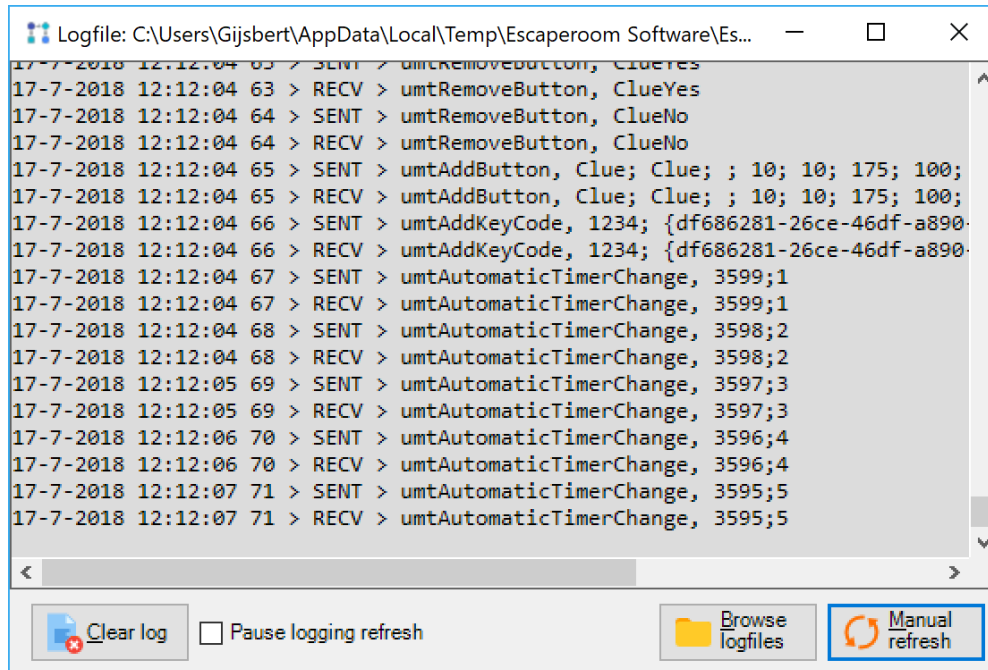 Logfile: C:\Users\Gijsbert\AppData\Local\Temp\Escaperoom Software\Es...
17-7-2018 12:12:04 63 > SENT > umtRemoveButton, ClueYes
17-7-2018 12:12:04 63 > RECV > umtRemoveButton, ClueYes
17-7-2018 12:12:04 64 > SENT > umtRemoveButton, ClueNo
17-7-2018 12:12:04 64 > RECV > umtRemoveButton, ClueNo
17-7-2018 12:12:04 65 > SENT > umtAddButton, Clue; Clue; ; 10; 10; 175; 100;
17-7-2018 12:12:04 65 > RECV > umtAddButton, Clue; Clue; ; 10; 10; 175; 100;
17-7-2018 12:12:04 66 > SENT > umtAddKeyCode, 1234; {df686281-26ce-46df-a890-
17-7-2018 12:12:04 66 > RECV > umtAddKeyCode, 1234; {df686281-26ce-46df-a890-
17-7-2018 12:12:04 67 > SENT > umtAutomaticTimerChange, 3599;1
17-7-2018 12:12:04 67 > RECV > umtAutomaticTimerChange, 3599;1
17-7-2018 12:12:04 68 > SENT > umtAutomaticTimerChange, 3598;2
17-7-2018 12:12:04 68 > RECV > umtAutomaticTimerChange, 3598;2
17-7-2018 12:12:05 69 > SENT > umtAutomaticTimerChange, 3597;3
17-7-2018 12:12:05 69 > RECV > umtAutomaticTimerChange, 3597;3
17-7-2018 12:12:06 70 > SENT > umtAutomaticTimerChange, 3596;4
17-7-2018 12:12:06 70 > RECV > umtAutomaticTimerChange, 3596;4
17-7-2018 12:12:07 71 > SENT > umtAutomaticTimerChange, 3595;5
17-7-2018 12:12:07 71 > RECV > umtAutomaticTimerChange, 3595;5
Clear log
Pause logging refresh
Browse
logfiles
Manual
refresh